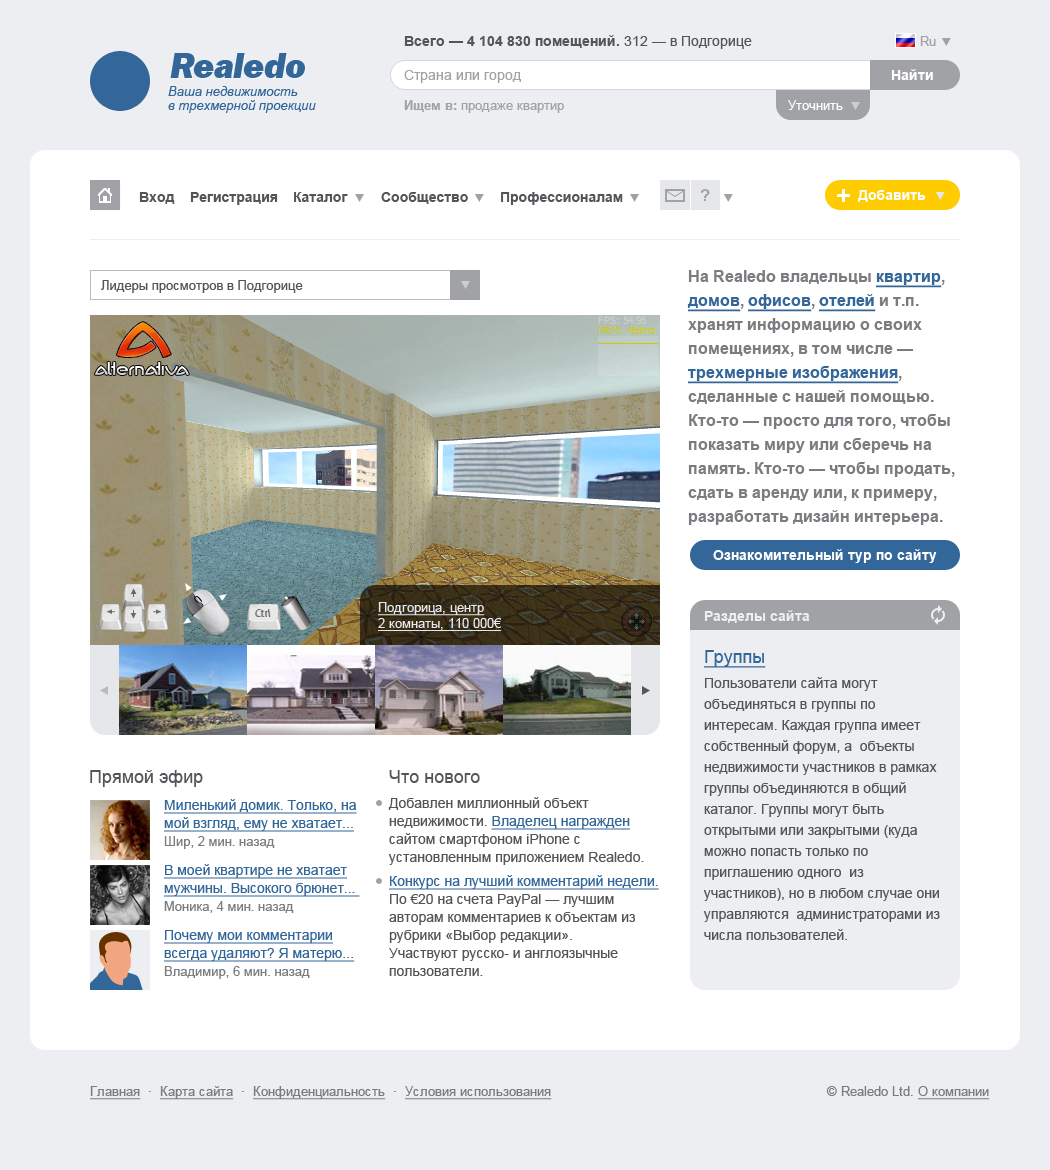 Realedo
Ваша недвижимость
в трехмерной проекции
Всего — 4 104 830 помещений. 312 — в Подгорице
Ru
Страна или город
Найти
Ищем в: продаже квартир
Уточнить
Вход Регистрация Каталог Сообщество Профессионалам ?
Добавить
Лидеры просмотров в Подгорице
alternativa
Ctrl
Подгорица, центр
2 комнаты, 110 000€
На Realedo владельцы квартир,
домов, офисов, отелей и т.п.
хранят информацию о своих
помещениях, в том числе —
трехмерные изображения,
сделанные с нашей помощью.
Кто-то — просто для того, чтобы
показать миру или сберечь на
память. Кто-то — чтобы продать,
сдать в аренду или, к примеру,
разработать дизайн интерьера.
Ознакомительный тур по сайту
Разделы сайта
Группы
Пользователи сайта могут
объединяться в группы по
интересам. Каждая группа имеет
собственный форум, а объекты
недвижимости участников в рамках
группы объединяются в общий
каталог. Группы могут быть
открытыми или закрытыми (куда
можно попасть только по
приглашению одного из
участников), но в любом случае они
управляются администраторами из
числа пользователей.
Прямой эфир
Миленький домик. Только, на
мой взгляд, ему не хватает...
Шир, 2 мин. назад
В моей квартире не хватает
мужчины. Высокого брюнет...
Моника, 4 мин. назад
Почему мои комментарии
всегда удаляют? Я матерю...
Владимир, 6 мин. назад
Что нового
Добавлен миллионный объект
недвижимости. Владелец награжден
сайтом смартфоном iPhone с
установленным приложением Realedo.
Конкурс на лучший комментарий недели.
По €20 на счета PayPal — лучшим
авторам комментариев к объектам из
рубрики «Выбор редакции».
Участвуют русско- и англоязычные
пользователи.
Главная · Карта сайта · Конфиденциальность · Условия использования
© Realedo Ltd. О компании